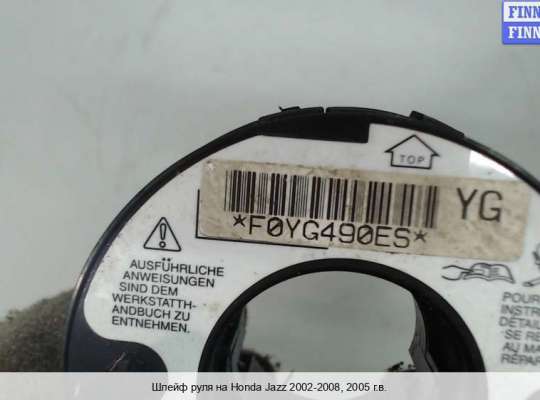 FINN
FINN
TOP
YG
*F0YG490ES*
AUSFÜHRLICHE
ANWEISUNGEN
SIND DEM
WERKSTATTH-
ANDBUCH ZU
ENTNEHMEN.
POUR
INSTR
DÉTAIL
SE RE
AU MA
RÉPAR
Шлейф руля на Honda Jazz 2002-2008, 2005 г.в.